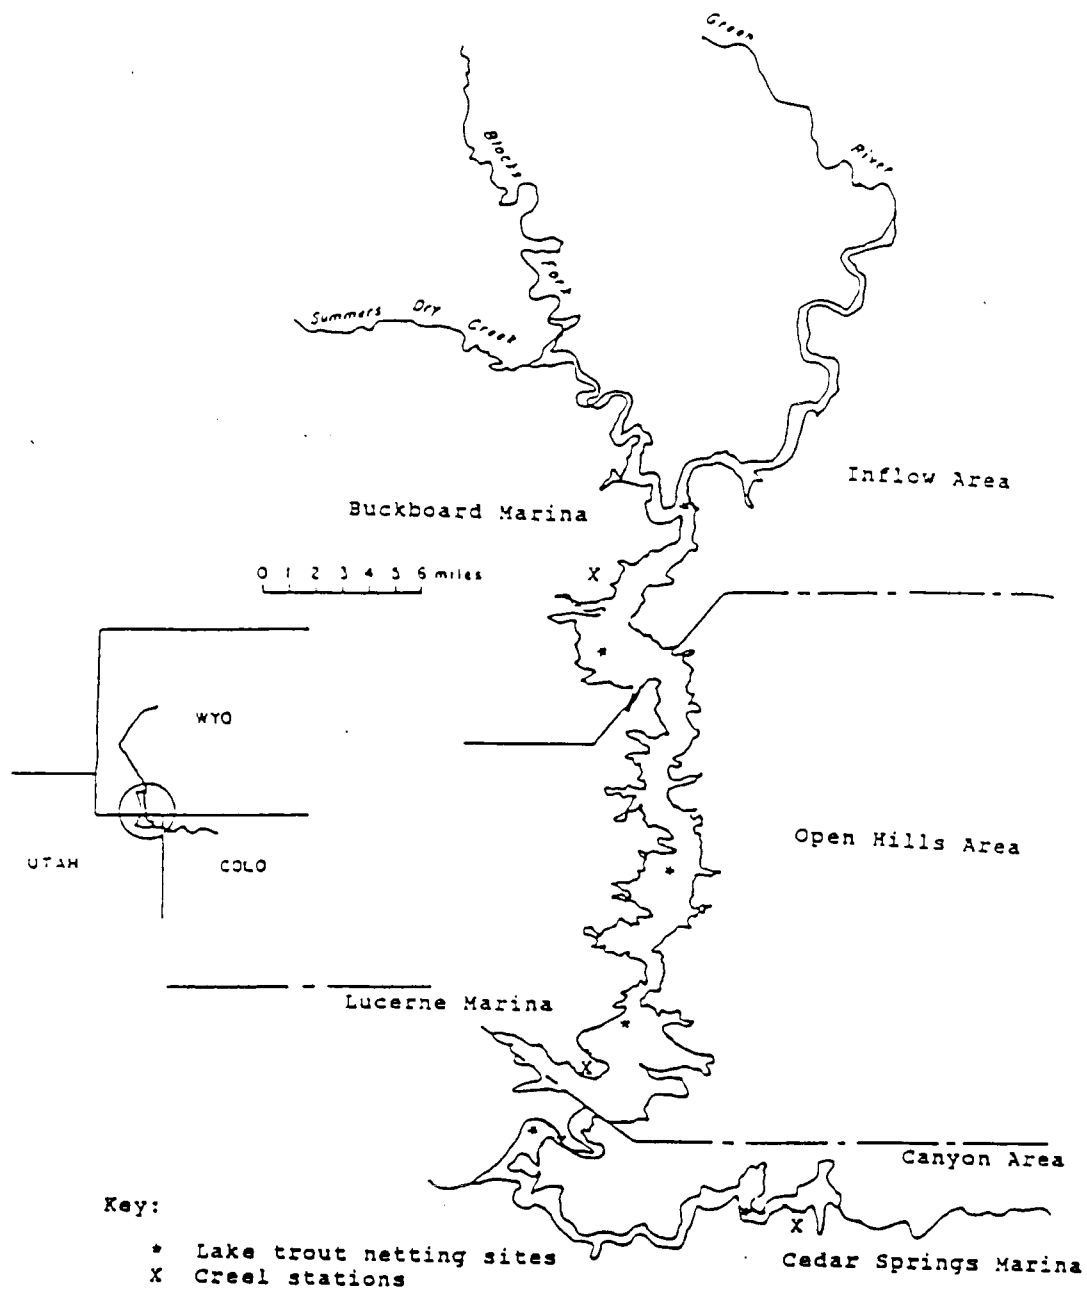 Green
River
Blacks
Fork
Summers Dry
Creek
Inflow Area
Buckboard Marina
0 1 2 3 4 5 6 miles
X
*
WYO
UTAH
COLO
Open Hills Area
*
Lucerne Marina
*
X
*
Canyon Area
X
Cedar Springs Marina
Key:
* Lake trout netting sites
X Creel stations